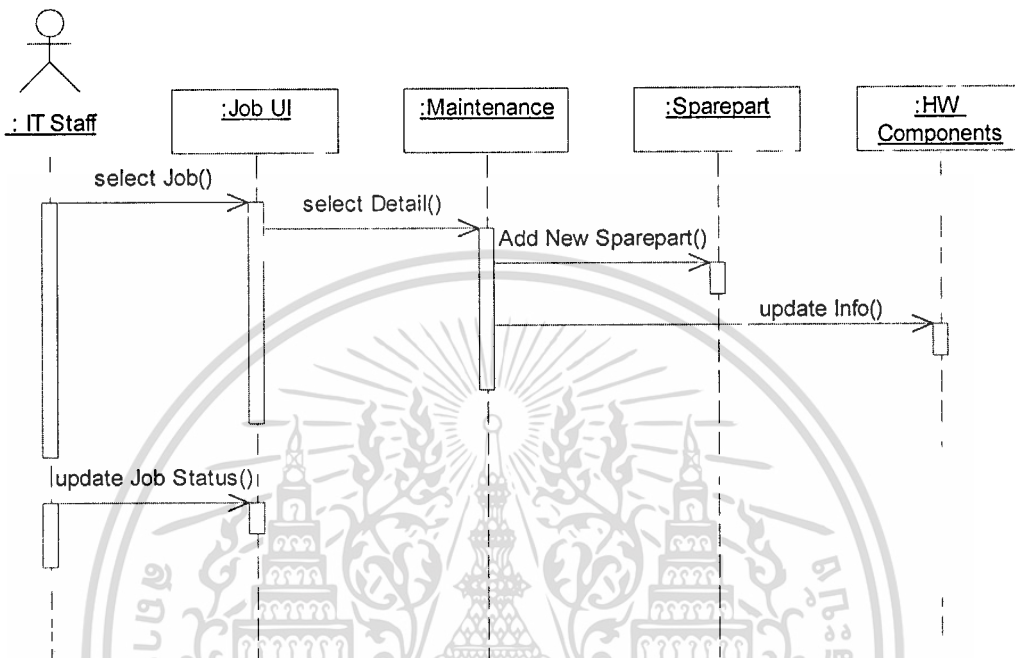 : IT Staff
:Job UI
:Maintenance
:Sparepart
:HW
Components
select Job()
select Detail()
Add New Sparepart()
update Info()
update Job Status()